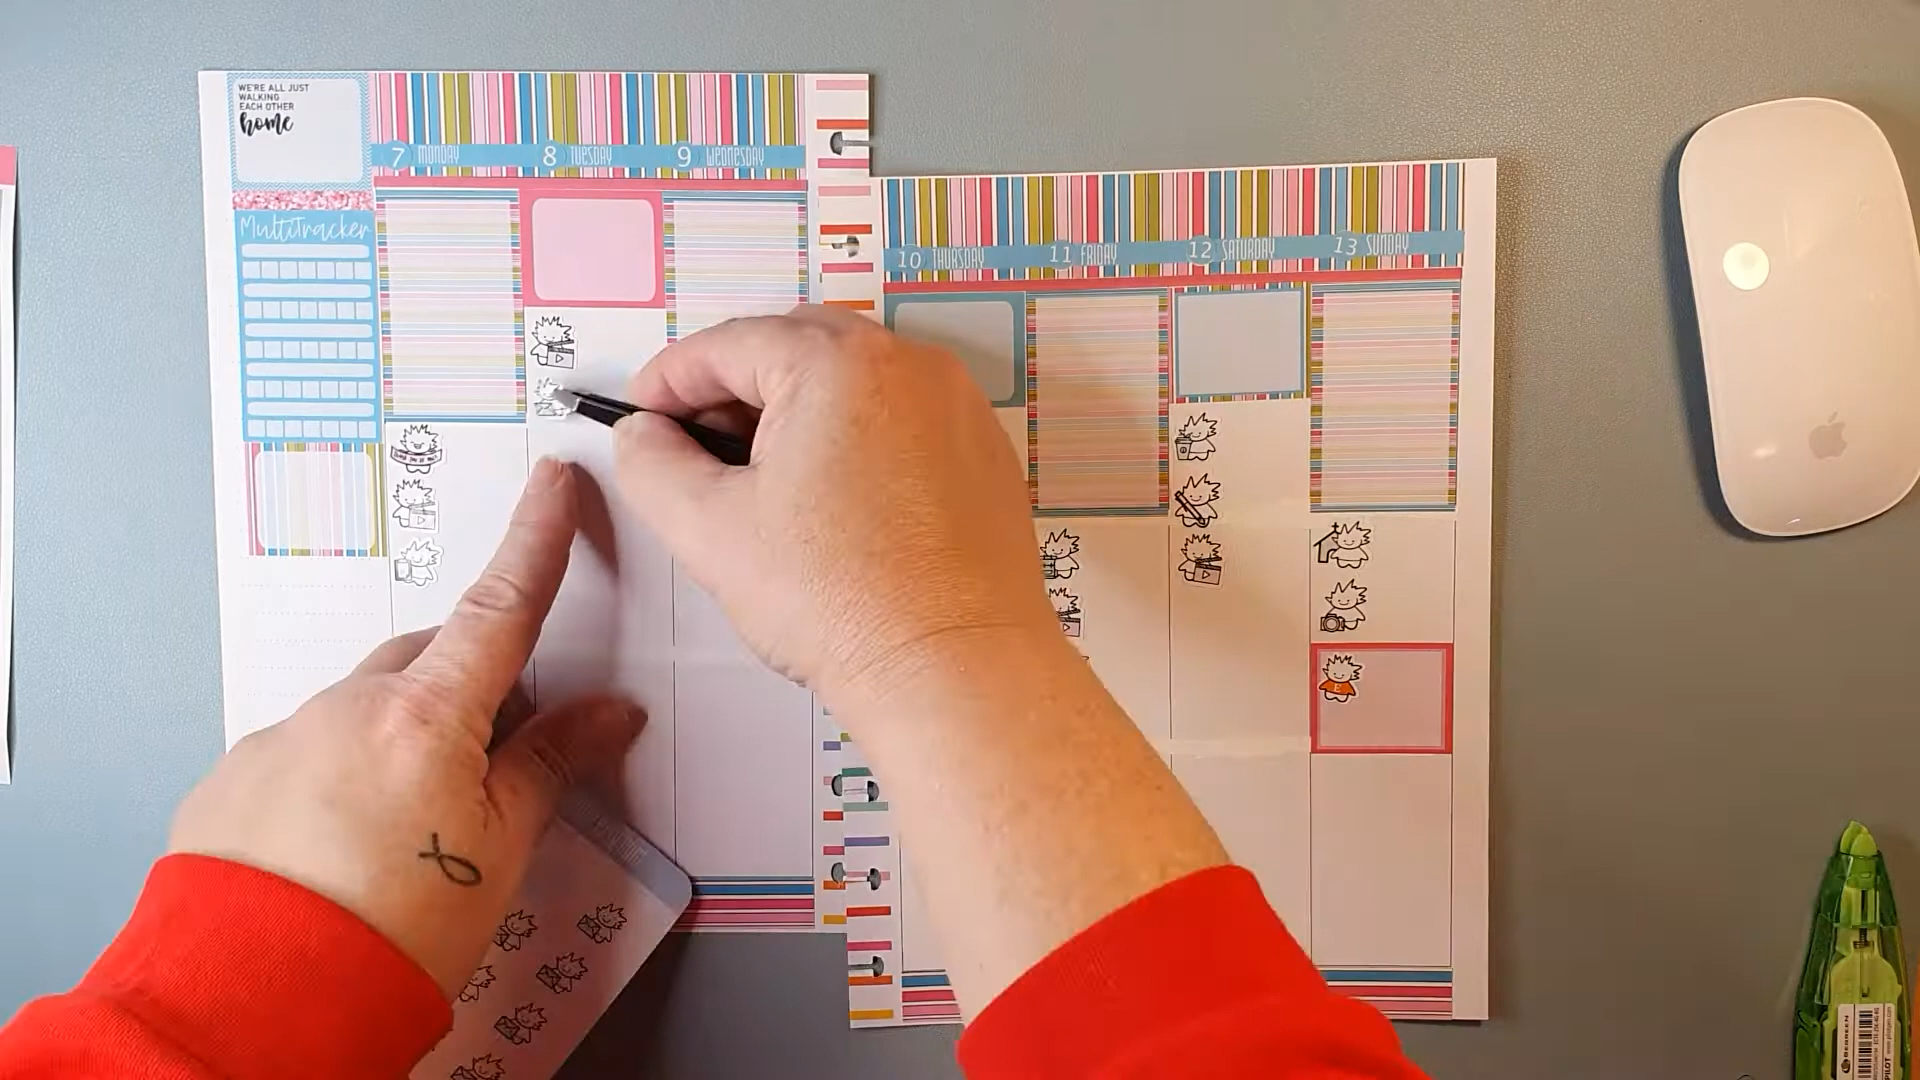 WE'RE ALL JUST
WALKING
EACH OTHER
home
7 MONDAY
8 TUESDAY
9 WEDNESDAY
MultiTracker
10 THURSDAY
11 FRIDAY
12 SATURDAY
13 SUNDAY
E
BEGREEN
PILOT